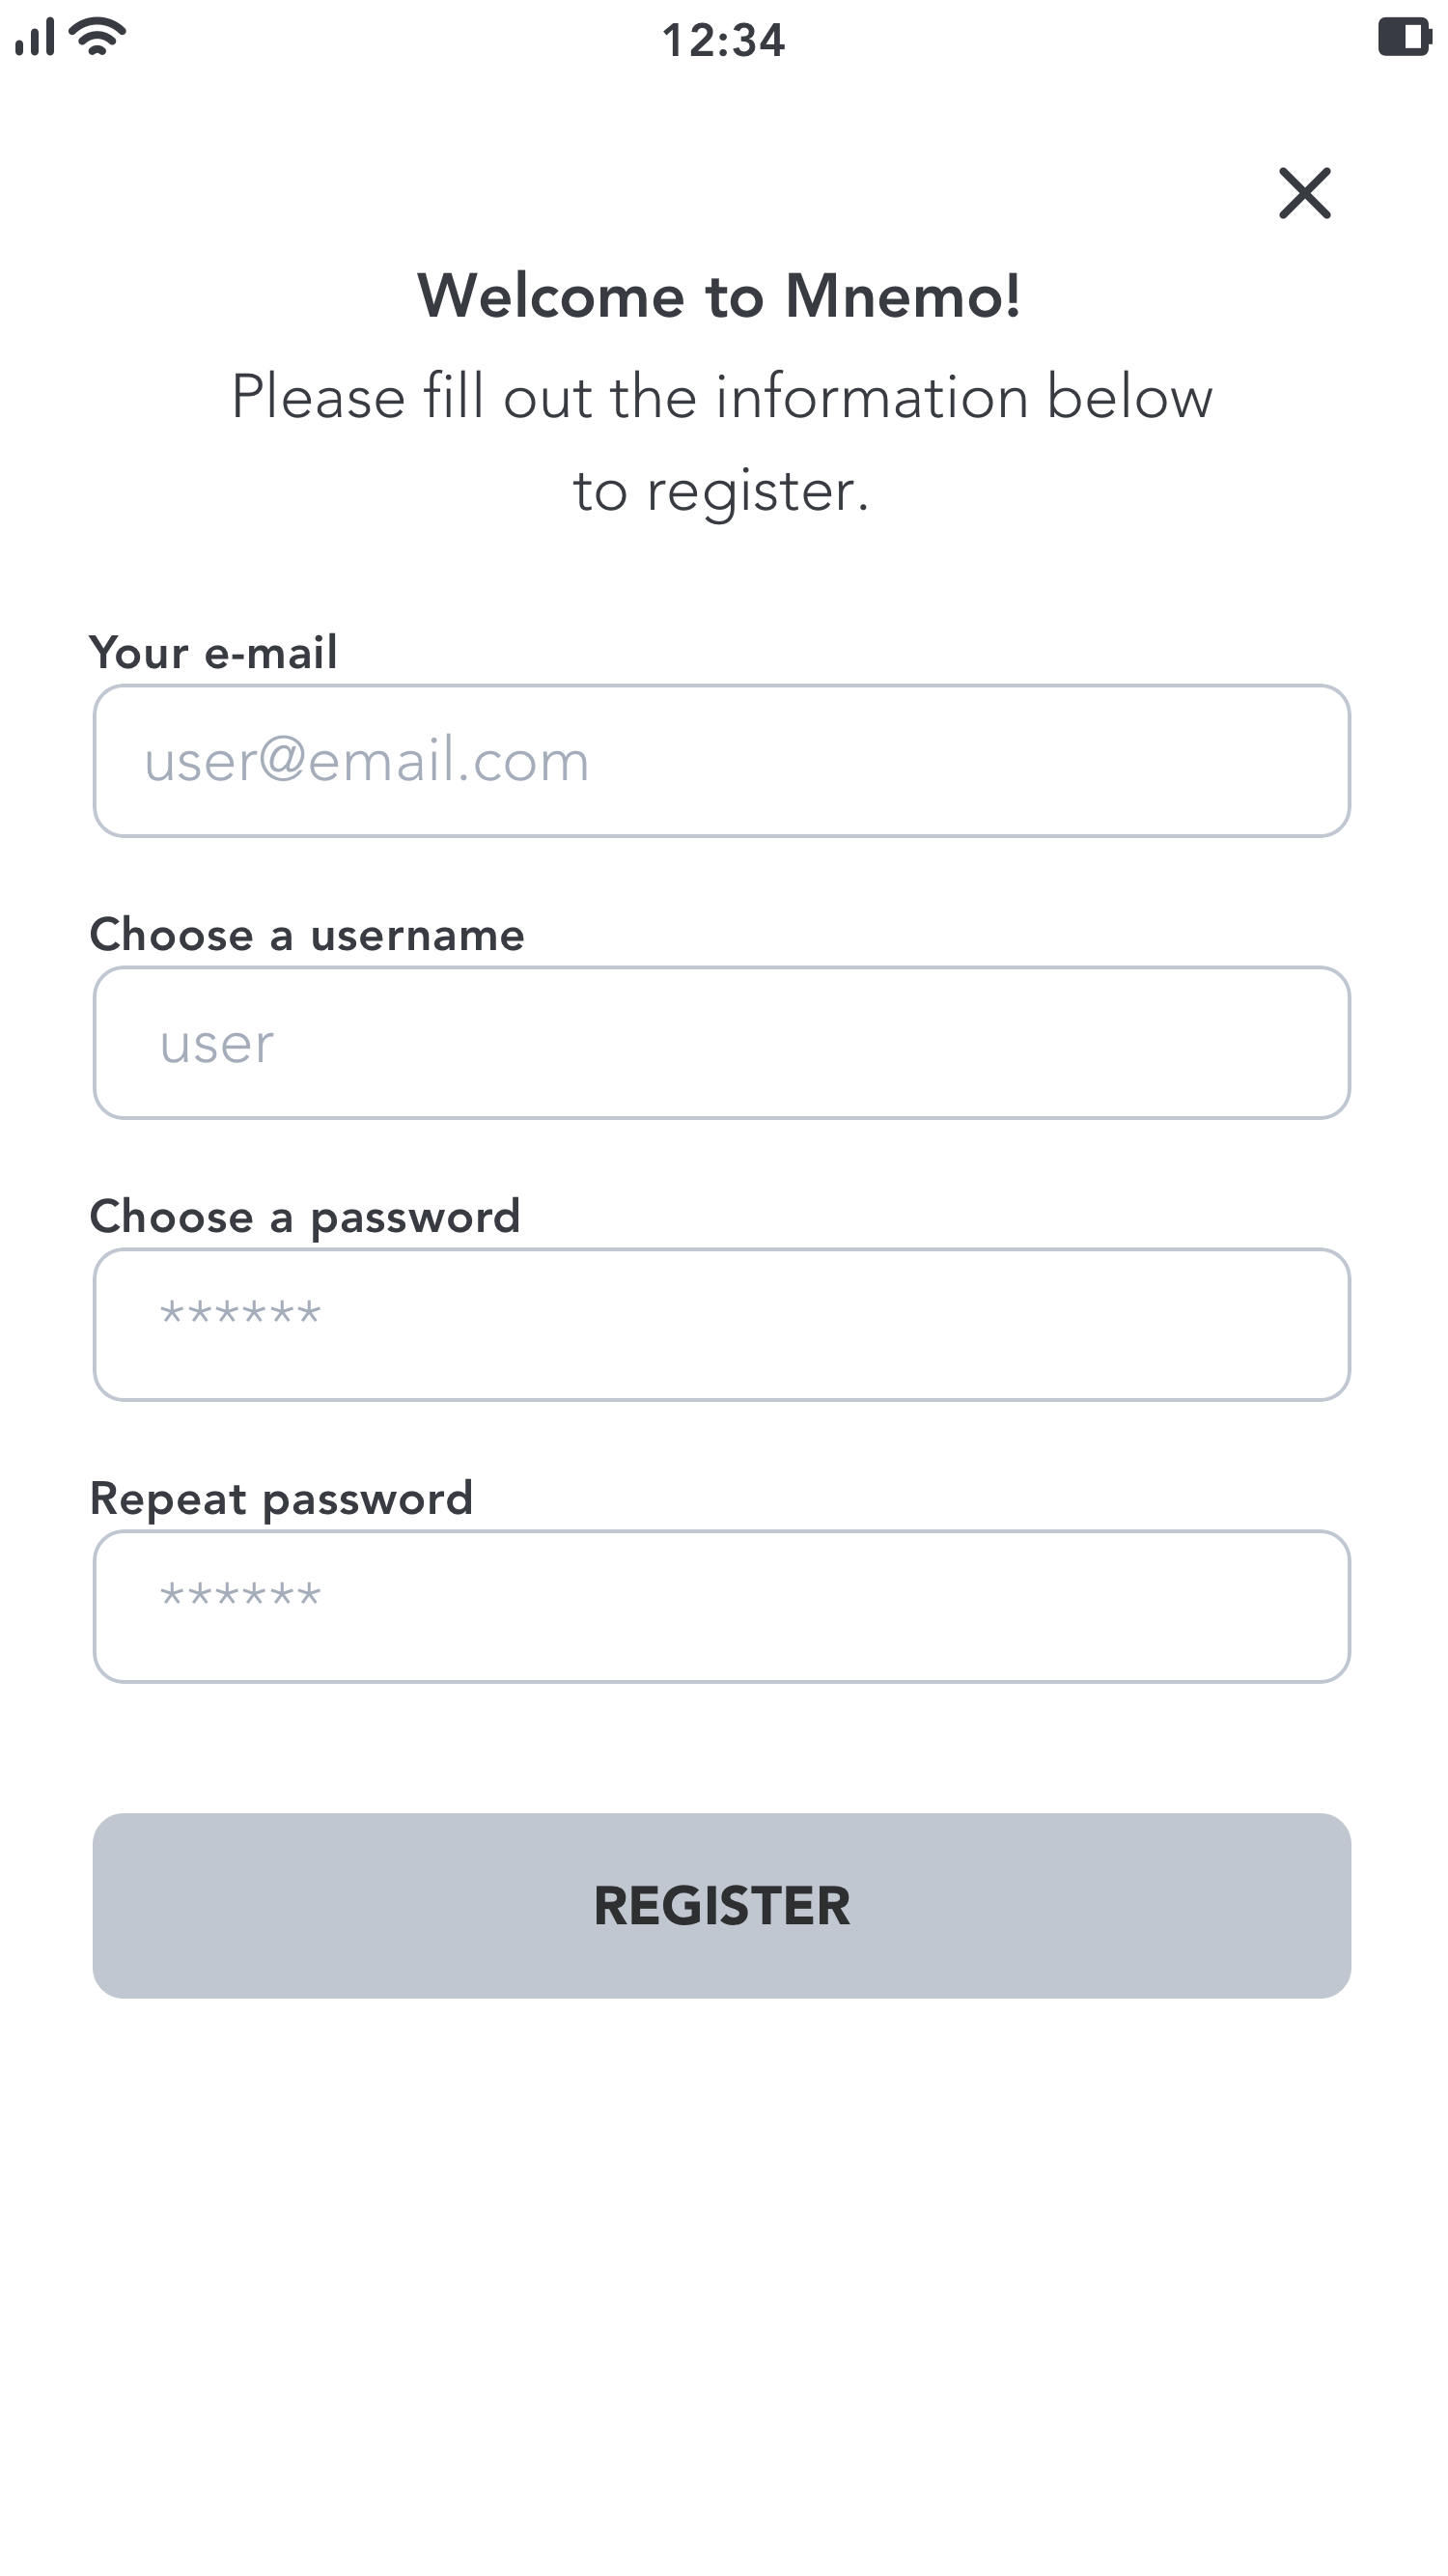 12:34
Welcome to Mnemo!
Please fill out the information below
to register.
Your e-mail
user@email.com
Choose a username
user
Choose a password
******
Repeat password
******
REGISTER